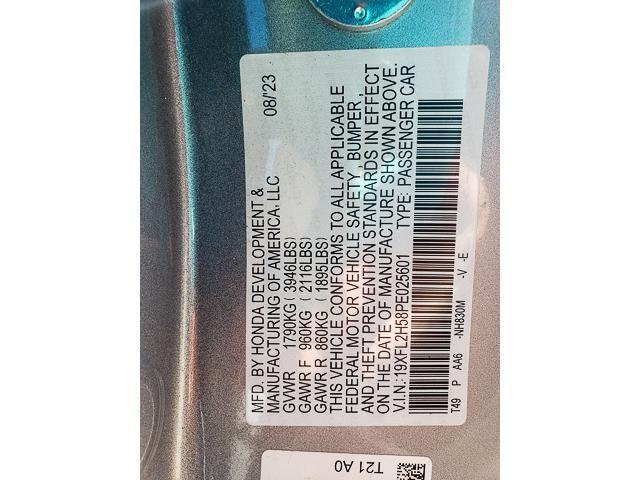 MFD. BY HONDA DEVELOPMENT & 08/'23
MANUFACTURING OF AMERICA, LLC
GVWR 1790KG (3946LBS)
GAWR F 960KG (2116LBS)
GAWR R 860KG (1895LBS)
THIS VEHICLE CONFORMS TO ALL APPLICABLE
FEDERAL MOTOR VEHICLE SAFETY, BUMPER,
AND THEFT PREVENTION STANDARDS IN EFFECT
ON THE DATE OF MANUFACTURE SHOWN ABOVE.
V.I.N.:19XFL2H58PE025601 TYPE: PASSENGER CAR
T49 P AA6 -NH830M -V -E
T21 A0